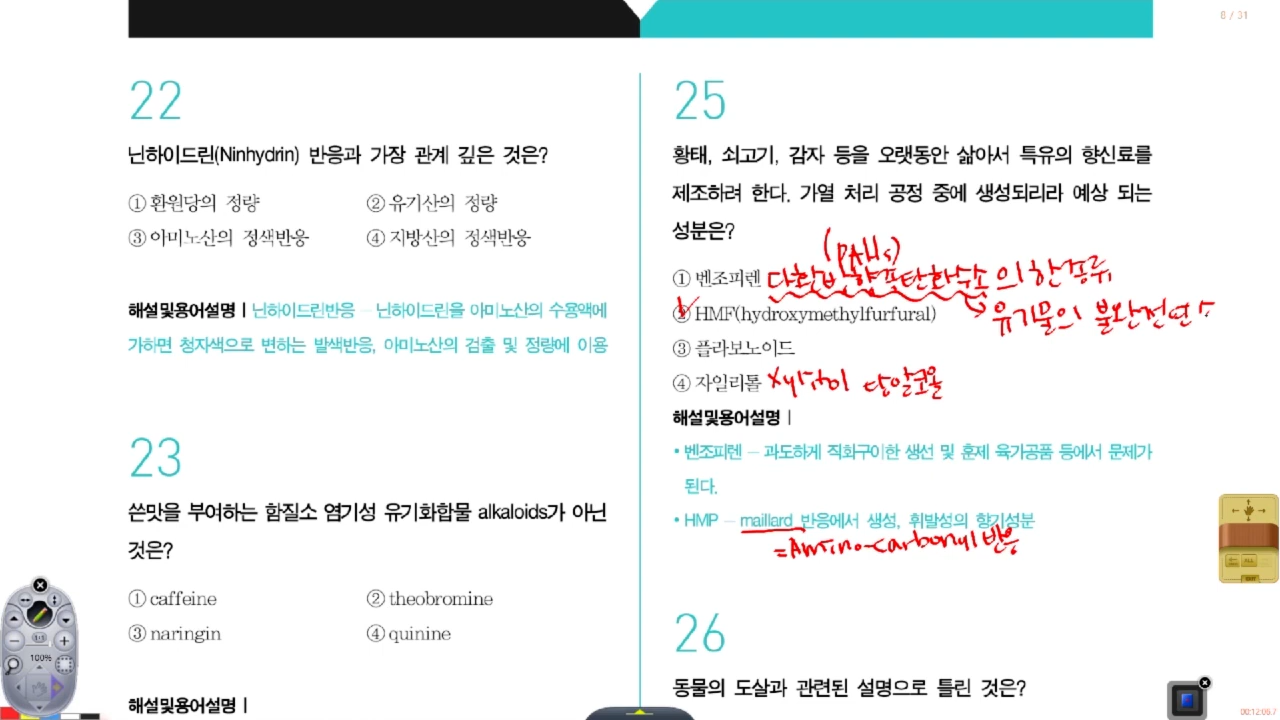 8 / 31
22
닌하이드린(Ninhydrin) 반응과 가장 관계 깊은 것은?
① 환원당의 정량 ② 유기산의 정량
③ 아미노산의 정색반응 ④ 지방산의 정색반응
해설및용어설명 | 닌하이드린반응 – 닌하이드린을 아미노산의 수용액에
가하면 청자색으로 변하는 발색반응, 아미노산의 검출 및 정량에 이용
23
쓴맛을 부여하는 함질소 염기성 유기화합물 alkaloids가 아닌
것은?
① caffeine ② theobromine
③ naringin ④ quinine
해설및용어설명 |
25
황태, 쇠고기, 감자 등을 오랫동안 삶아서 특유의 향신료를
제조하려 한다. 가열 처리 공정 중에 생성되리라 예상 되는
성분은?
(PAHs)
① 벤조피렌 다환방향족탄화수소의 한 종류
② HMF(hydroxymethylfurfural) 유기물의 불완전연
③ 플라보노이드
④ 자일리톨 xylitol 당알코올
해설및용어설명 |
• 벤조피렌 – 과도하게 직화구이한 생선 및 훈제 육가공품 등에서 문제가
된다.
• HMP – maillard 반응에서 생성, 휘발성의 향기성분
= Amino-carbonyl 반응
26
동물의 도살과 관련된 설명으로 틀린 것은?
100%
00:12:06.7